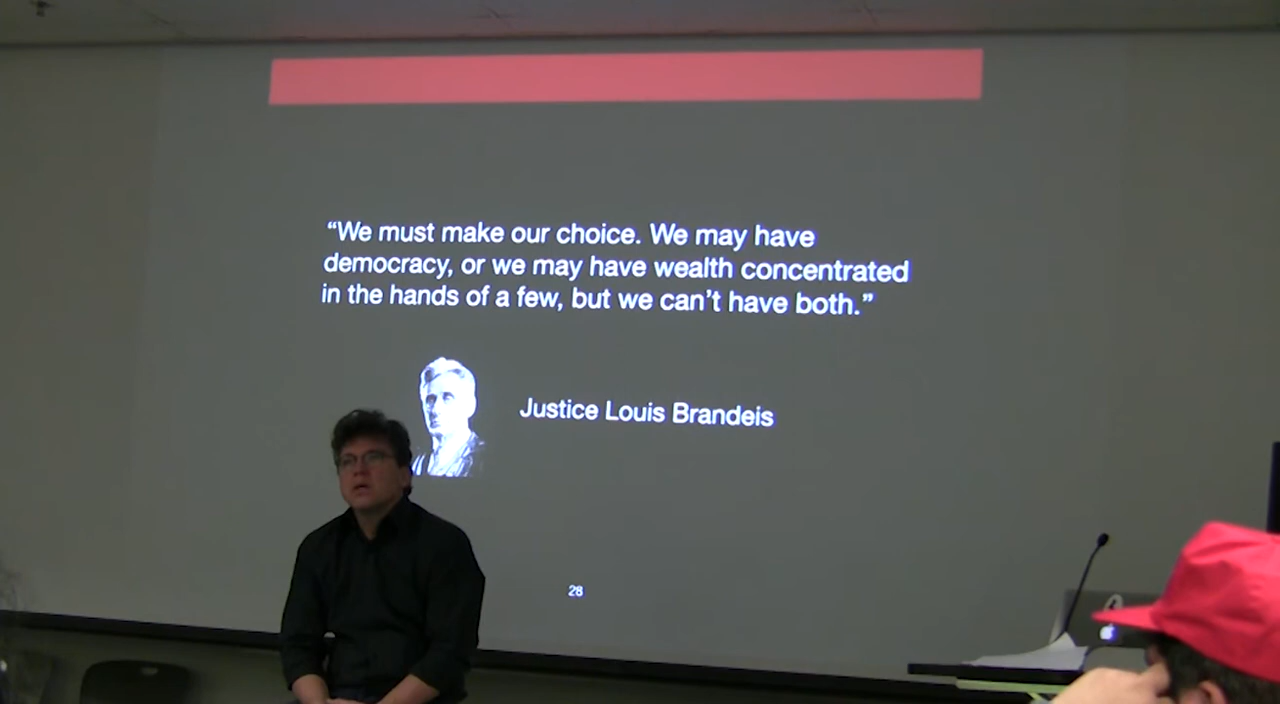 “We must make our choice. We may have
democracy, or we may have wealth concentrated
in the hands of a few, but we can’t have both.”
Justice Louis Brandeis
28